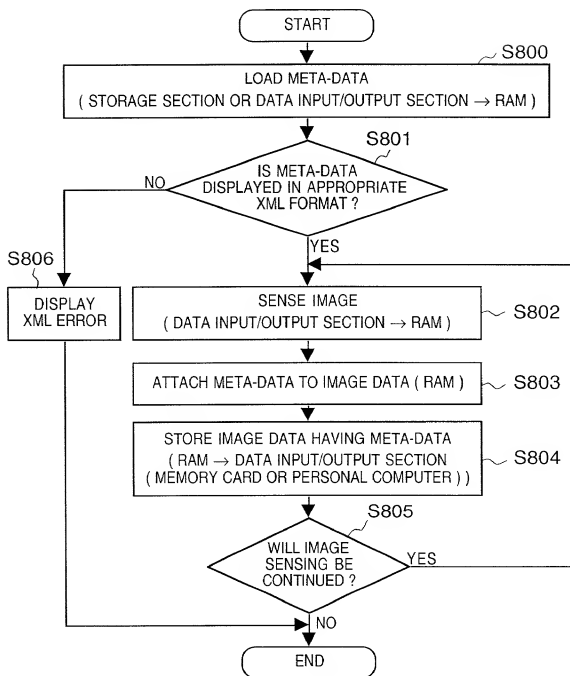 START
S800
LOAD META-DATA
( STORAGE SECTION OR DATA INPUT/OUTPUT SECTION → RAM )
S801
IS META-DATA
DISPLAYED IN APPROPRIATE
XML FORMAT ?
NO
YES
S806
DISPLAY
XML ERROR
SENSE IMAGE
( DATA INPUT/OUTPUT SECTION → RAM )
S802
ATTACH META-DATA TO IMAGE DATA ( RAM )
S803
STORE IMAGE DATA HAVING META-DATA
( RAM → DATA INPUT/OUTPUT SECTION
( MEMORY CARD OR PERSONAL COMPUTER ) )
S804
S805
WILL IMAGE
SENSING BE
CONTINUED ?
YES
NO
END